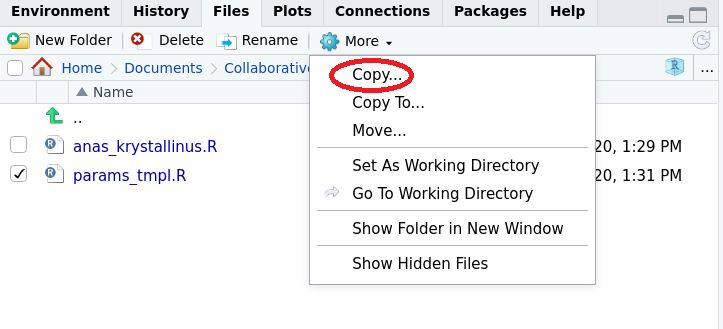 Environment History Files Plots Connections Packages Help
New Folder Delete Rename More
Home Documents Collaborative R ...
Name
..
anas_krystallinus.R 20, 1:29 PM
params_tmpl.R 20, 1:31 PM
Copy...
Copy To...
Move...
Set As Working Directory
Go To Working Directory
Show Folder in New Window
Show Hidden Files